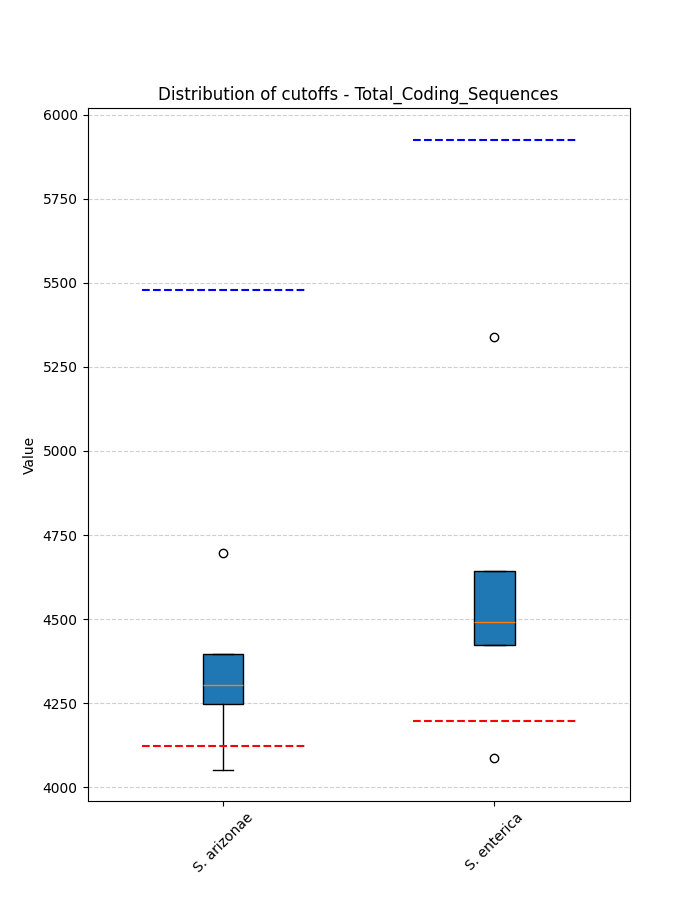 Distribution of cutoffs - Total_Coding_Sequences
6000
5750
5500
5250
5000
4750
4500
4250
4000
Value
S. arizonae
S. enterica